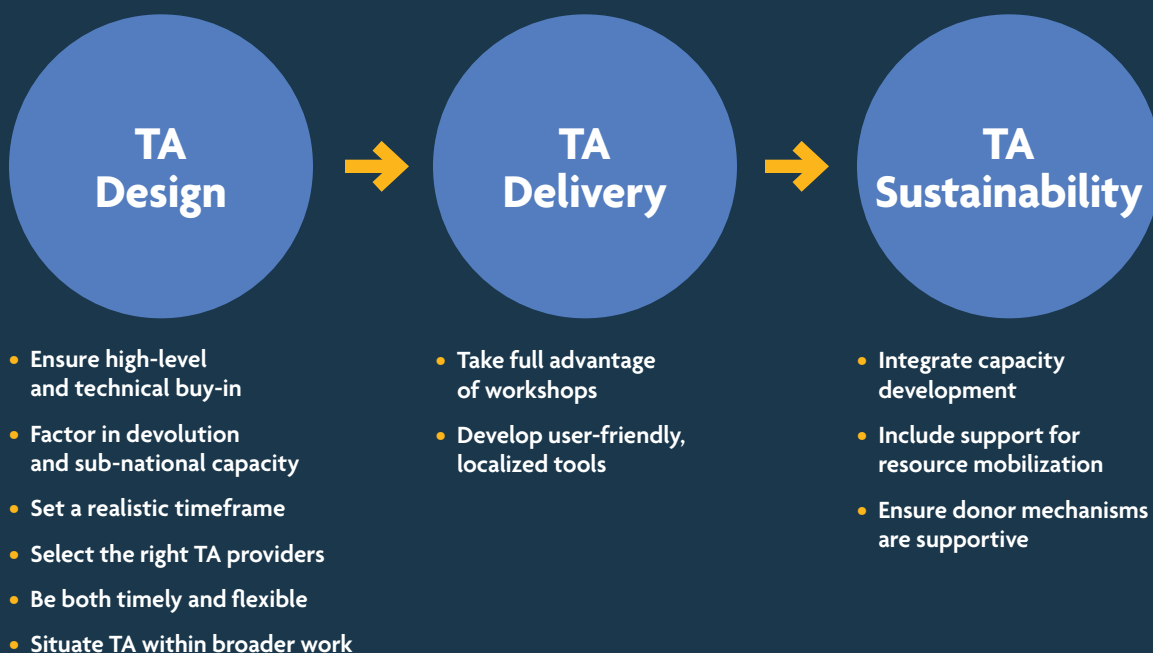 TA
Design
TA
Delivery
TA
Sustainability
• Ensure high-level
and technical buy-in
• Factor in devolution
and sub-national capacity
• Set a realistic timeframe
• Select the right TA providers
• Be both timely and flexible
• Situate TA within broader work
• Take full advantage
of workshops
• Develop user-friendly,
localized tools
• Integrate capacity
development
• Include support for
resource mobilization
• Ensure donor mechanisms
are supportive